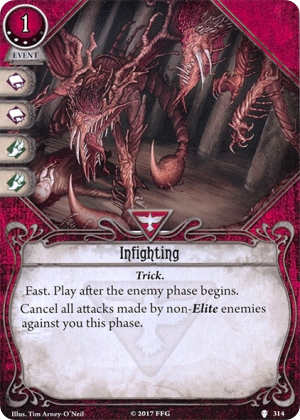 1
EVENT
Infighting
Trick.
Fast. Play after the enemy phase begins.
Cancel all attacks made by non-Elite enemies
against you this phase.
Illus. Tim Arney-O'Neil
© 2017 FFG
314